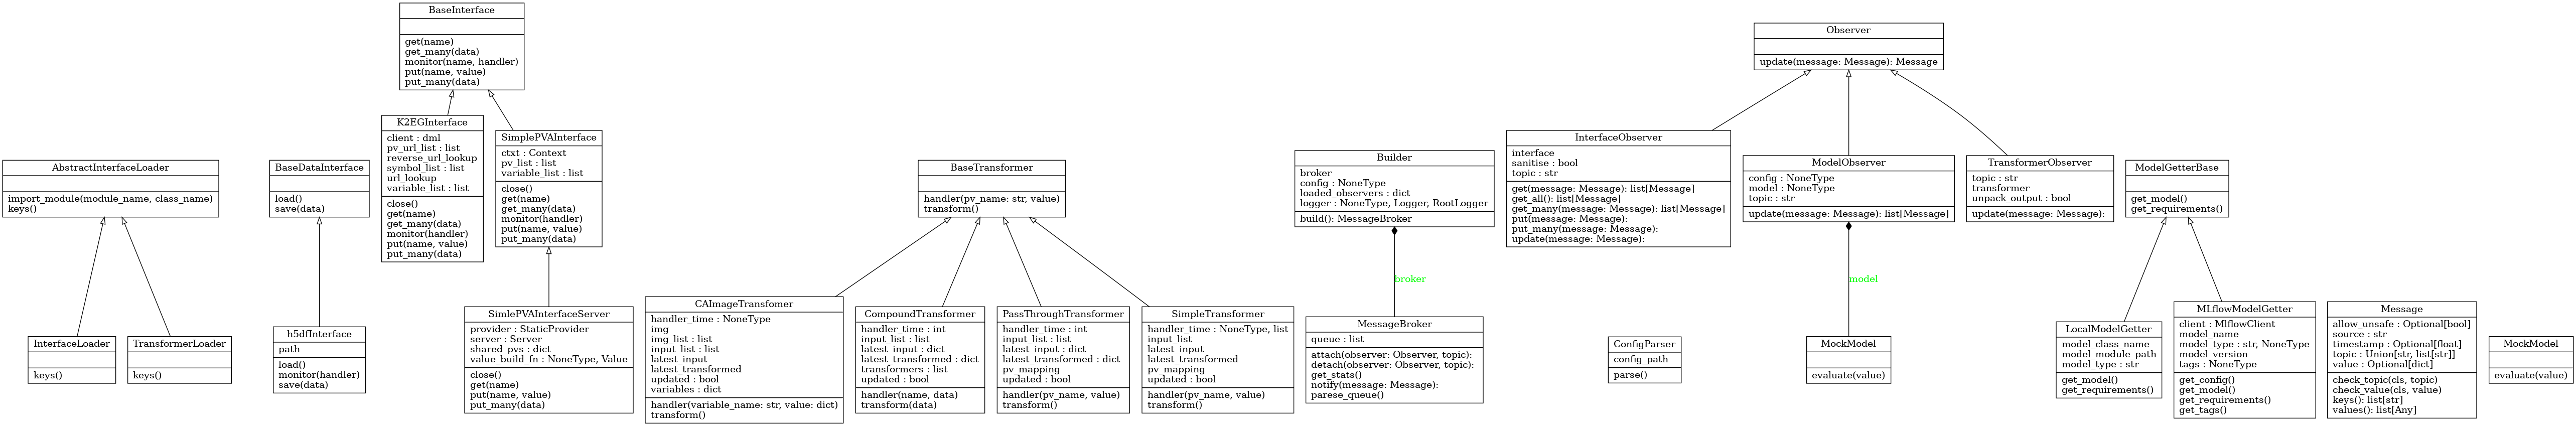 BaseInterface
get(name)
get_many(data)
monitor(name, handler)
put(name, value)
put_many(data)
Observer
update(message: Message): Message
K2EGInterface
client : dml
pv_url_list : list
reverse_url_lookup
symbol_list : list
url_lookup
variable_list : list
close()
get(name)
get_many(data)
monitor(handler)
put(name, value)
put_many(data)
SimplePVAInterface
ctxt : Context
pv_list : list
variable_list : list
close()
get(name)
get_many(data)
monitor(handler)
put(name, value)
put_many(data)
AbstractInterfaceLoader
import_module(module_name, class_name)
keys()
BaseDataInterface
load()
save(data)
BaseTransformer
handler(pv_name: str, value)
transform()
Builder
broker
config : NoneType
loaded_observers : dict
logger : NoneType, Logger, RootLogger
build(): MessageBroker
InterfaceObserver
interface
sanitise : bool
topic : str
get(message: Message): list[Message]
get_all(): list[Message]
get_many(message: Message): list[Message]
put(message: Message):
put_many(message: Message):
update(message: Message):
ModelObserver
config : NoneType
model : NoneType
topic : str
update(message: Message): list[Message]
TransformerObserver
topic : str
transformer
unpack_output : bool
update(message: Message):
ModelGetterBase
get_model()
get_requirements()
broker
model
InterfaceLoader
keys()
TransformerLoader
keys()
h5dfInterface
path
load()
monitor(handler)
save(data)
SimlePVAInterfaceServer
provider : StaticProvider
server : Server
shared_pvs : dict
value_build_fn : NoneType, Value
close()
get(name)
put(name, value)
put_many(data)
CAImageTransfomer
handler_time : NoneType
img
img_list : list
input_list : list
latest_input
latest_transformed
updated : bool
variables : dict
handler(variable_name: str, value: dict)
transform()
CompoundTransformer
handler_time : int
input_list : list
latest_input : dict
latest_transformed : dict
transformers : list
updated : bool
handler(name, data)
transform(data)
PassThroughTransformer
handler_time : int
input_list : list
latest_input : dict
latest_transformed : dict
pv_mapping
updated : bool
handler(pv_name, value)
transform()
SimpleTransformer
handler_time : NoneType, list
input_list
latest_input
latest_transformed
pv_mapping
updated : bool
handler(pv_name, value)
transform()
MessageBroker
queue : list
attach(observer: Observer, topic):
detach(observer: Observer, topic):
get_stats()
notify(message: Message):
parese_queue()
ConfigParser
config_path
parse()
MockModel
evaluate(value)
LocalModelGetter
model_class_name
model_module_path
model_type : str
get_model()
get_requirements()
MLflowModelGetter
client : MlflowClient
model_name
model_type : str, NoneType
model_version
tags : NoneType
get_config()
get_model()
get_requirements()
get_tags()
Message
allow_unsafe : Optional[bool]
source : str
timestamp : Optional[float]
topic : Union[str, list[str]]
value : Optional[dict]
check_topic(cls, topic)
check_value(cls, value)
keys(): list[str]
values(): list[Any]
MockModel
evaluate(value)